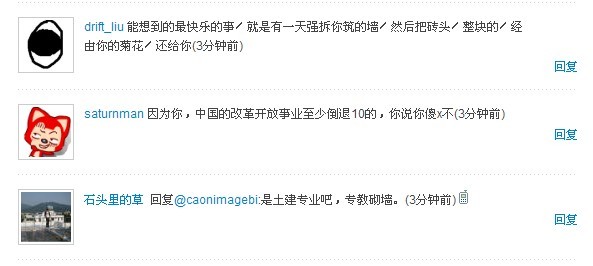 drift_liu 能想到的最快乐的事／就是有一天强拆你筑的墙／然后把砖头／整块的／经
由你的菊花／还给你(3分钟前)
回复
saturnman 因为你，中国的改革开放事业至少倒退10的，你说你傻x不(3分钟前)
回复
石头里的草 回复@caonimagebi:是土建专业吧，专教砌墙。(3分钟前)
回复